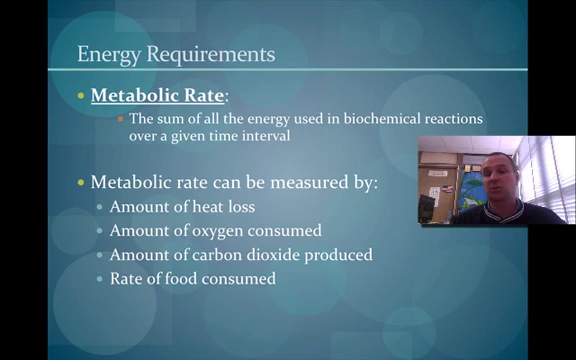 Energy Requirements
Metabolic Rate:
The sum of all the energy used in biochemical reactions
over a given time interval
Metabolic rate can be measured by:
Amount of heat loss
Amount of oxygen consumed
Amount of carbon dioxide produced
Rate of food consumed